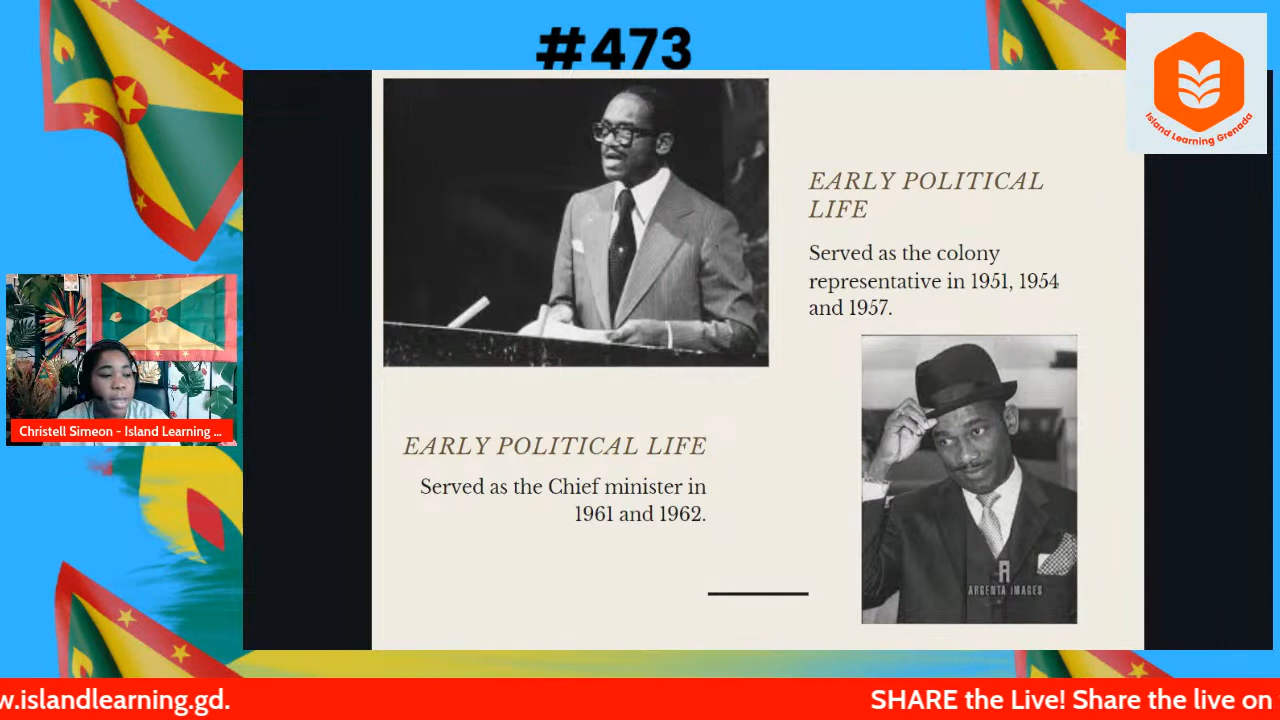 #473
Island Learning Grenada
EARLY POLITICAL
LIFE
Served as the colony
representative in 1951, 1954
and 1957.
EARLY POLITICAL LIFE
Served as the Chief minister in
1961 and 1962.
ARGENTA IMAGES
Christell Simeon - Island Learning ...
w.islandlearning.gd.
SHARE the Live! Share the live on